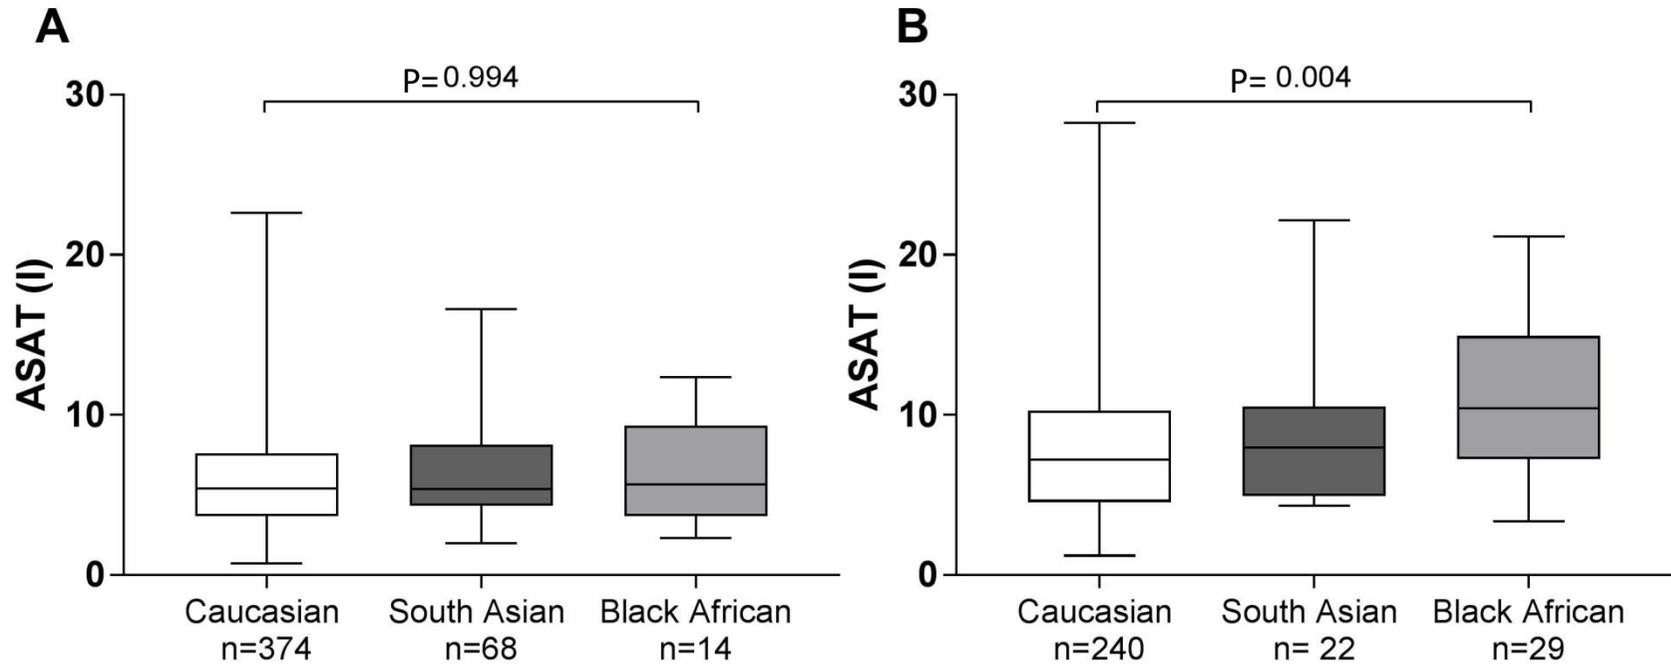 A
P= 0.994
30
20
10
0
ASAT (l)
Caucasian
n=374
South Asian
n=68
Black African
n=14
B
P= 0.004
30
20
10
0
ASAT (l)
Caucasian
n=240
South Asian
n= 22
Black African
n=29